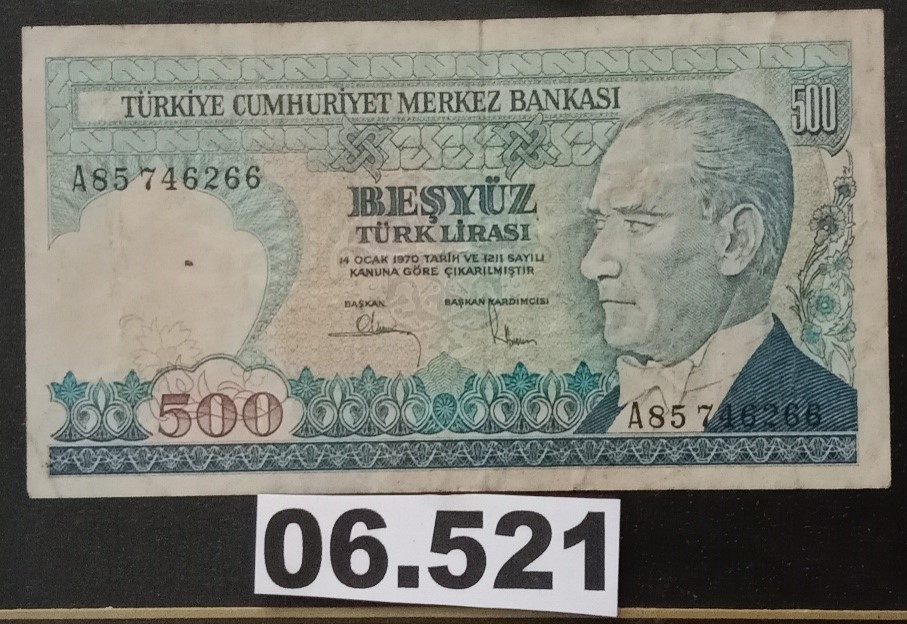 TÜRKİYE CUMHURİYET MERKEZ BANKASI
500
A85 746266
BEŞYÜZ
TÜRK LİRASI
14 OCAK 1970 TARİH VE 1211 SAYILI
KANUNA GÖRE ÇIKARILMIŞTIR
BAŞKAN BAŞKAN YARDIMCISI
500
A85 746266
06.521